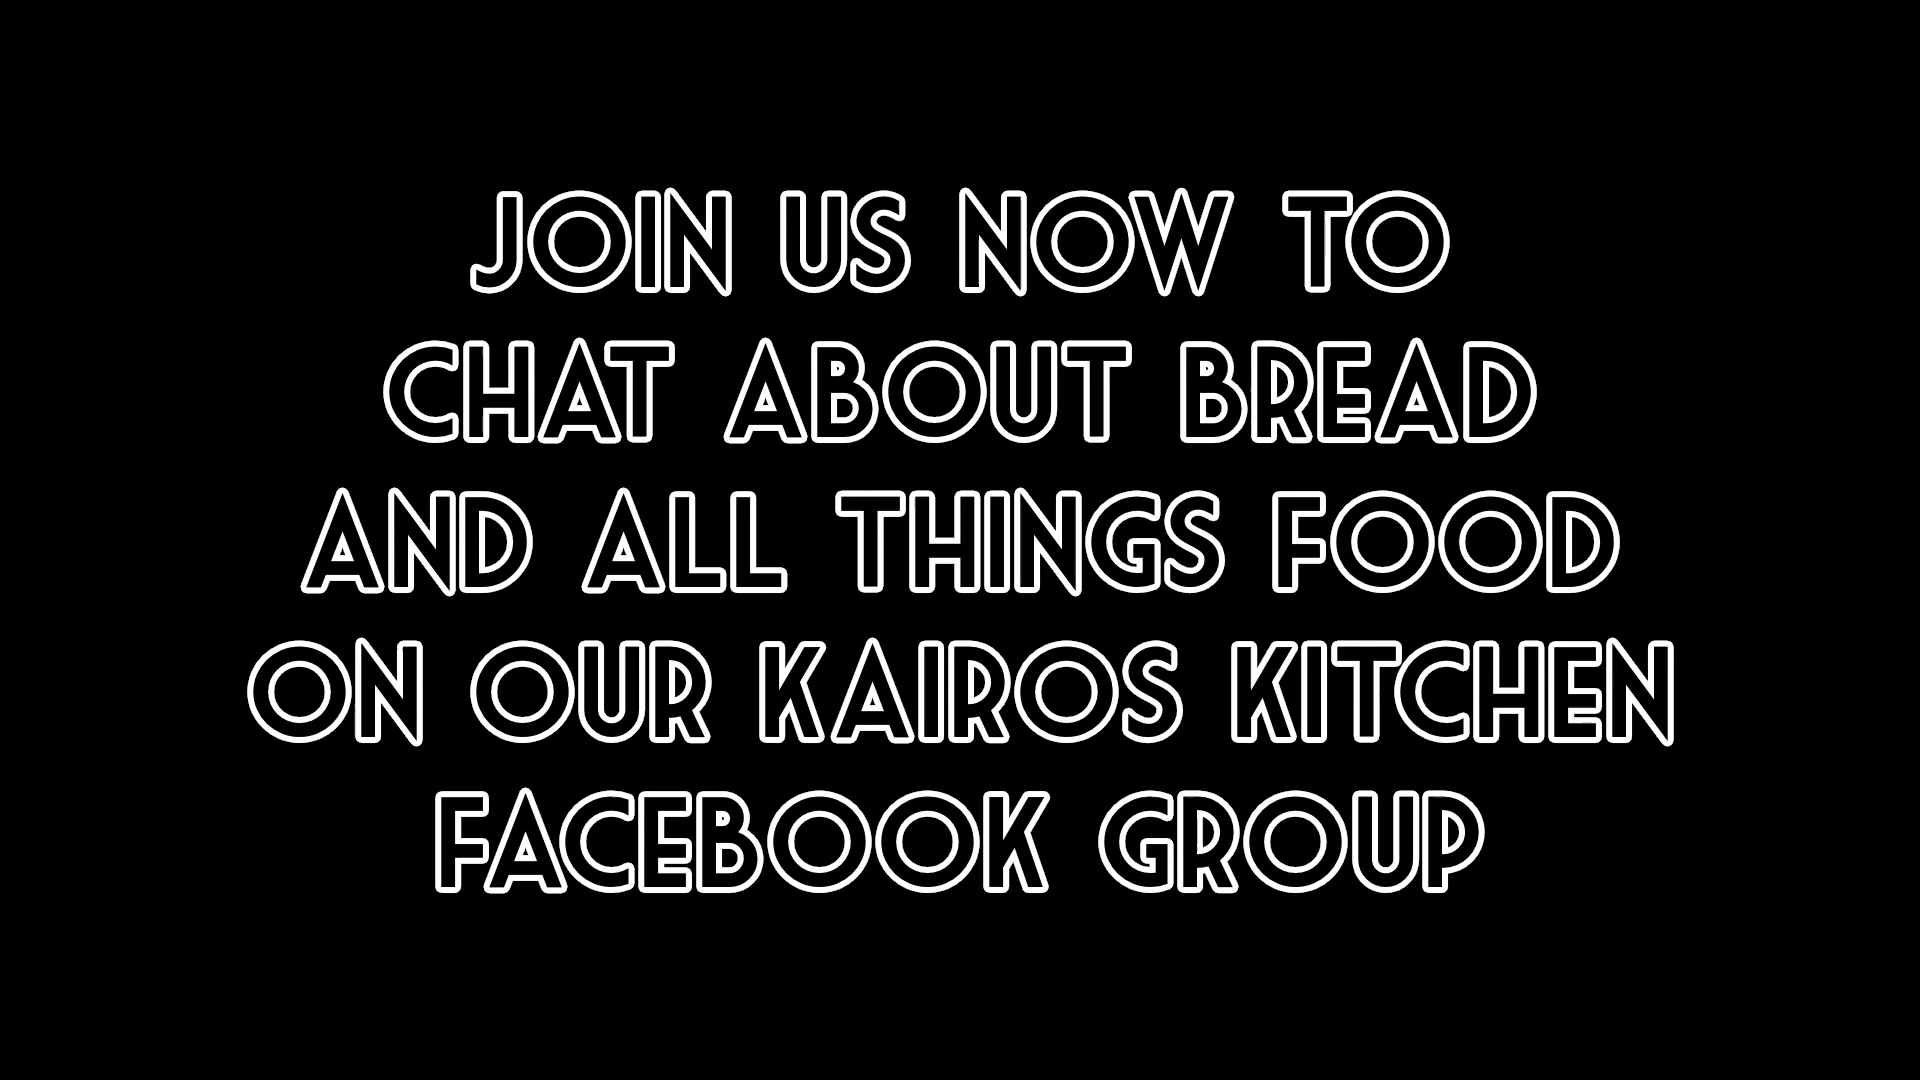 JOIN US NOW TO
CHAT ABOUT BREAD
AND ALL THINGS FOOD
ON OUR KAIROS KITCHEN
FACEBOOK GROUP